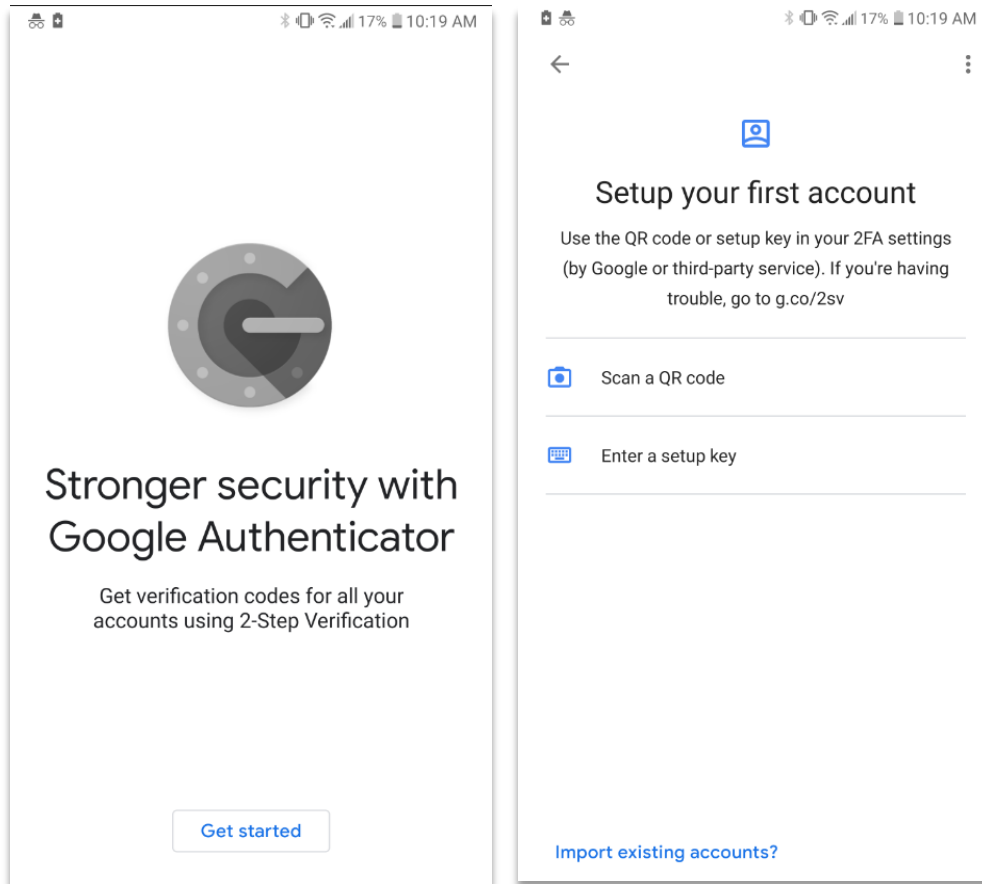 17% 10:19 AM
Stronger security with
Google Authenticator
Get verification codes for all your
accounts using 2-Step Verification
Get started
17% 10:19 AM
Setup your first account
Use the QR code or setup key in your 2FA settings
(by Google or third-party service). If you're having
trouble, go to g.co/2sv
Scan a QR code
Enter a setup key
Import existing accounts?